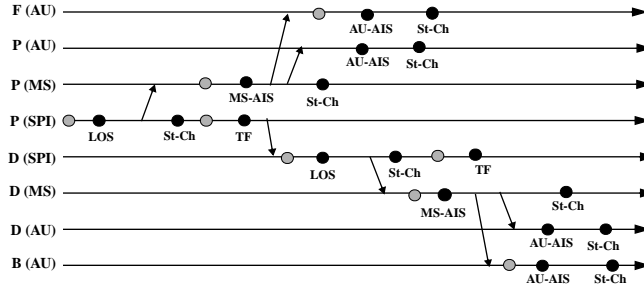 F (AU)
AU-AIS St-Ch
P (AU)
AU-AIS St-Ch
P (MS)
MS-AIS St-Ch
P (SPI)
LOS St-Ch TF
D (SPI)
LOS St-Ch TF
D (MS)
MS-AIS St-Ch
D (AU)
AU-AIS St-Ch
B (AU)
AU-AIS St-Ch